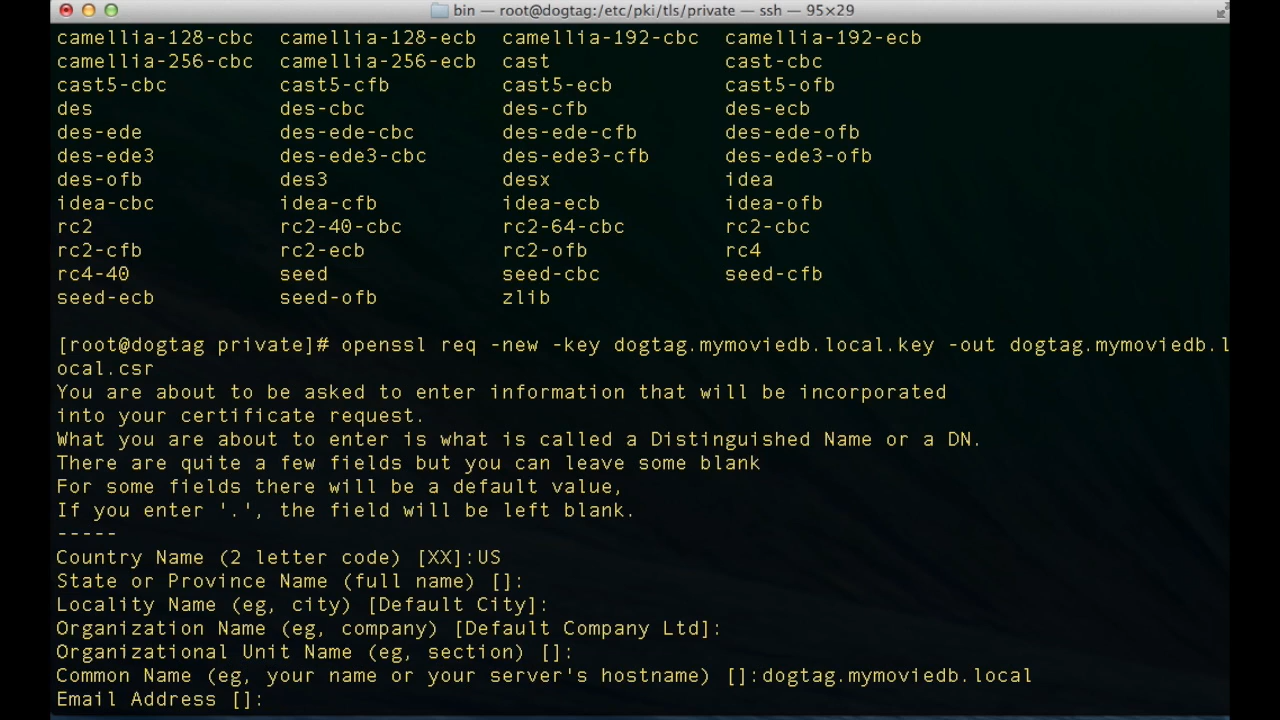 bin — root@dogtag:/etc/pki/tls/private — ssh — 95×29
camellia-128-cbc camellia-128-ecb camellia-192-cbc camellia-192-ecb
camellia-256-cbc camellia-256-ecb cast cast-cbc
cast5-cbc cast5-cfb cast5-ecb cast5-ofb
des des-cbc des-cfb des-ecb
des-ede des-ede-cbc des-ede-cfb des-ede-ofb
des-ede3 des-ede3-cbc des-ede3-cfb des-ede3-ofb
des-ofb des3 desx idea
idea-cbc idea-cfb idea-ecb idea-ofb
rc2 rc2-40-cbc rc2-64-cbc rc2-cbc
rc2-cfb rc2-ecb rc2-ofb rc4
rc4-40 seed seed-cbc seed-cfb
seed-ecb seed-ofb zlib
[root@dogtag private]# openssl req -new -key dogtag.mymoviedb.local.key -out dogtag.mymoviedb.l
ocal.csr
You are about to be asked to enter information that will be incorporated
into your certificate request.
What you are about to enter is what is called a Distinguished Name or a DN.
There are quite a few fields but you can leave some blank
For some fields there will be a default value,
If you enter '.', the field will be left blank.
-----
Country Name (2 letter code) [XX]:US
State or Province Name (full name) []:
Locality Name (eg, city) [Default City]:
Organization Name (eg, company) [Default Company Ltd]:
Organizational Unit Name (eg, section) []:
Common Name (eg, your name or your server's hostname) []:dogtag.mymoviedb.local
Email Address []: